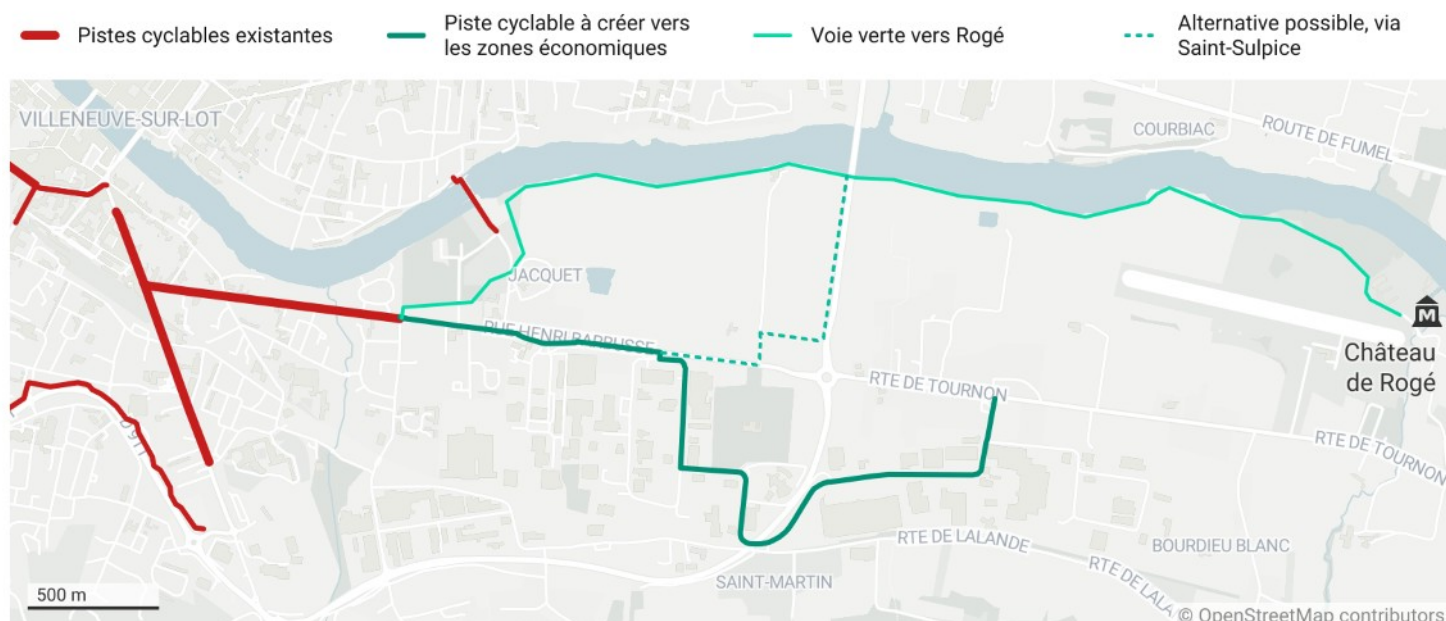 Pistes cyclables existantes
Piste cyclable à créer vers
les zones économiques
Voie verte vers Rogé
Alternative possible, via
Saint-Sulpice
VILLENEUVE-SUR-LOT
COURBIAC
ROUTE DE FUMEL
JACQUET
RUE HENRI BARBUSSE
M
Château
de Rogé
RTE DE TOURNON
RTE DE TOURNON
D 911
RTE DE LALANDE
BOURDIEU BLANC
RTE DE LALA
SAINT-MARTIN
500 m
© OpenStreetMap contributors